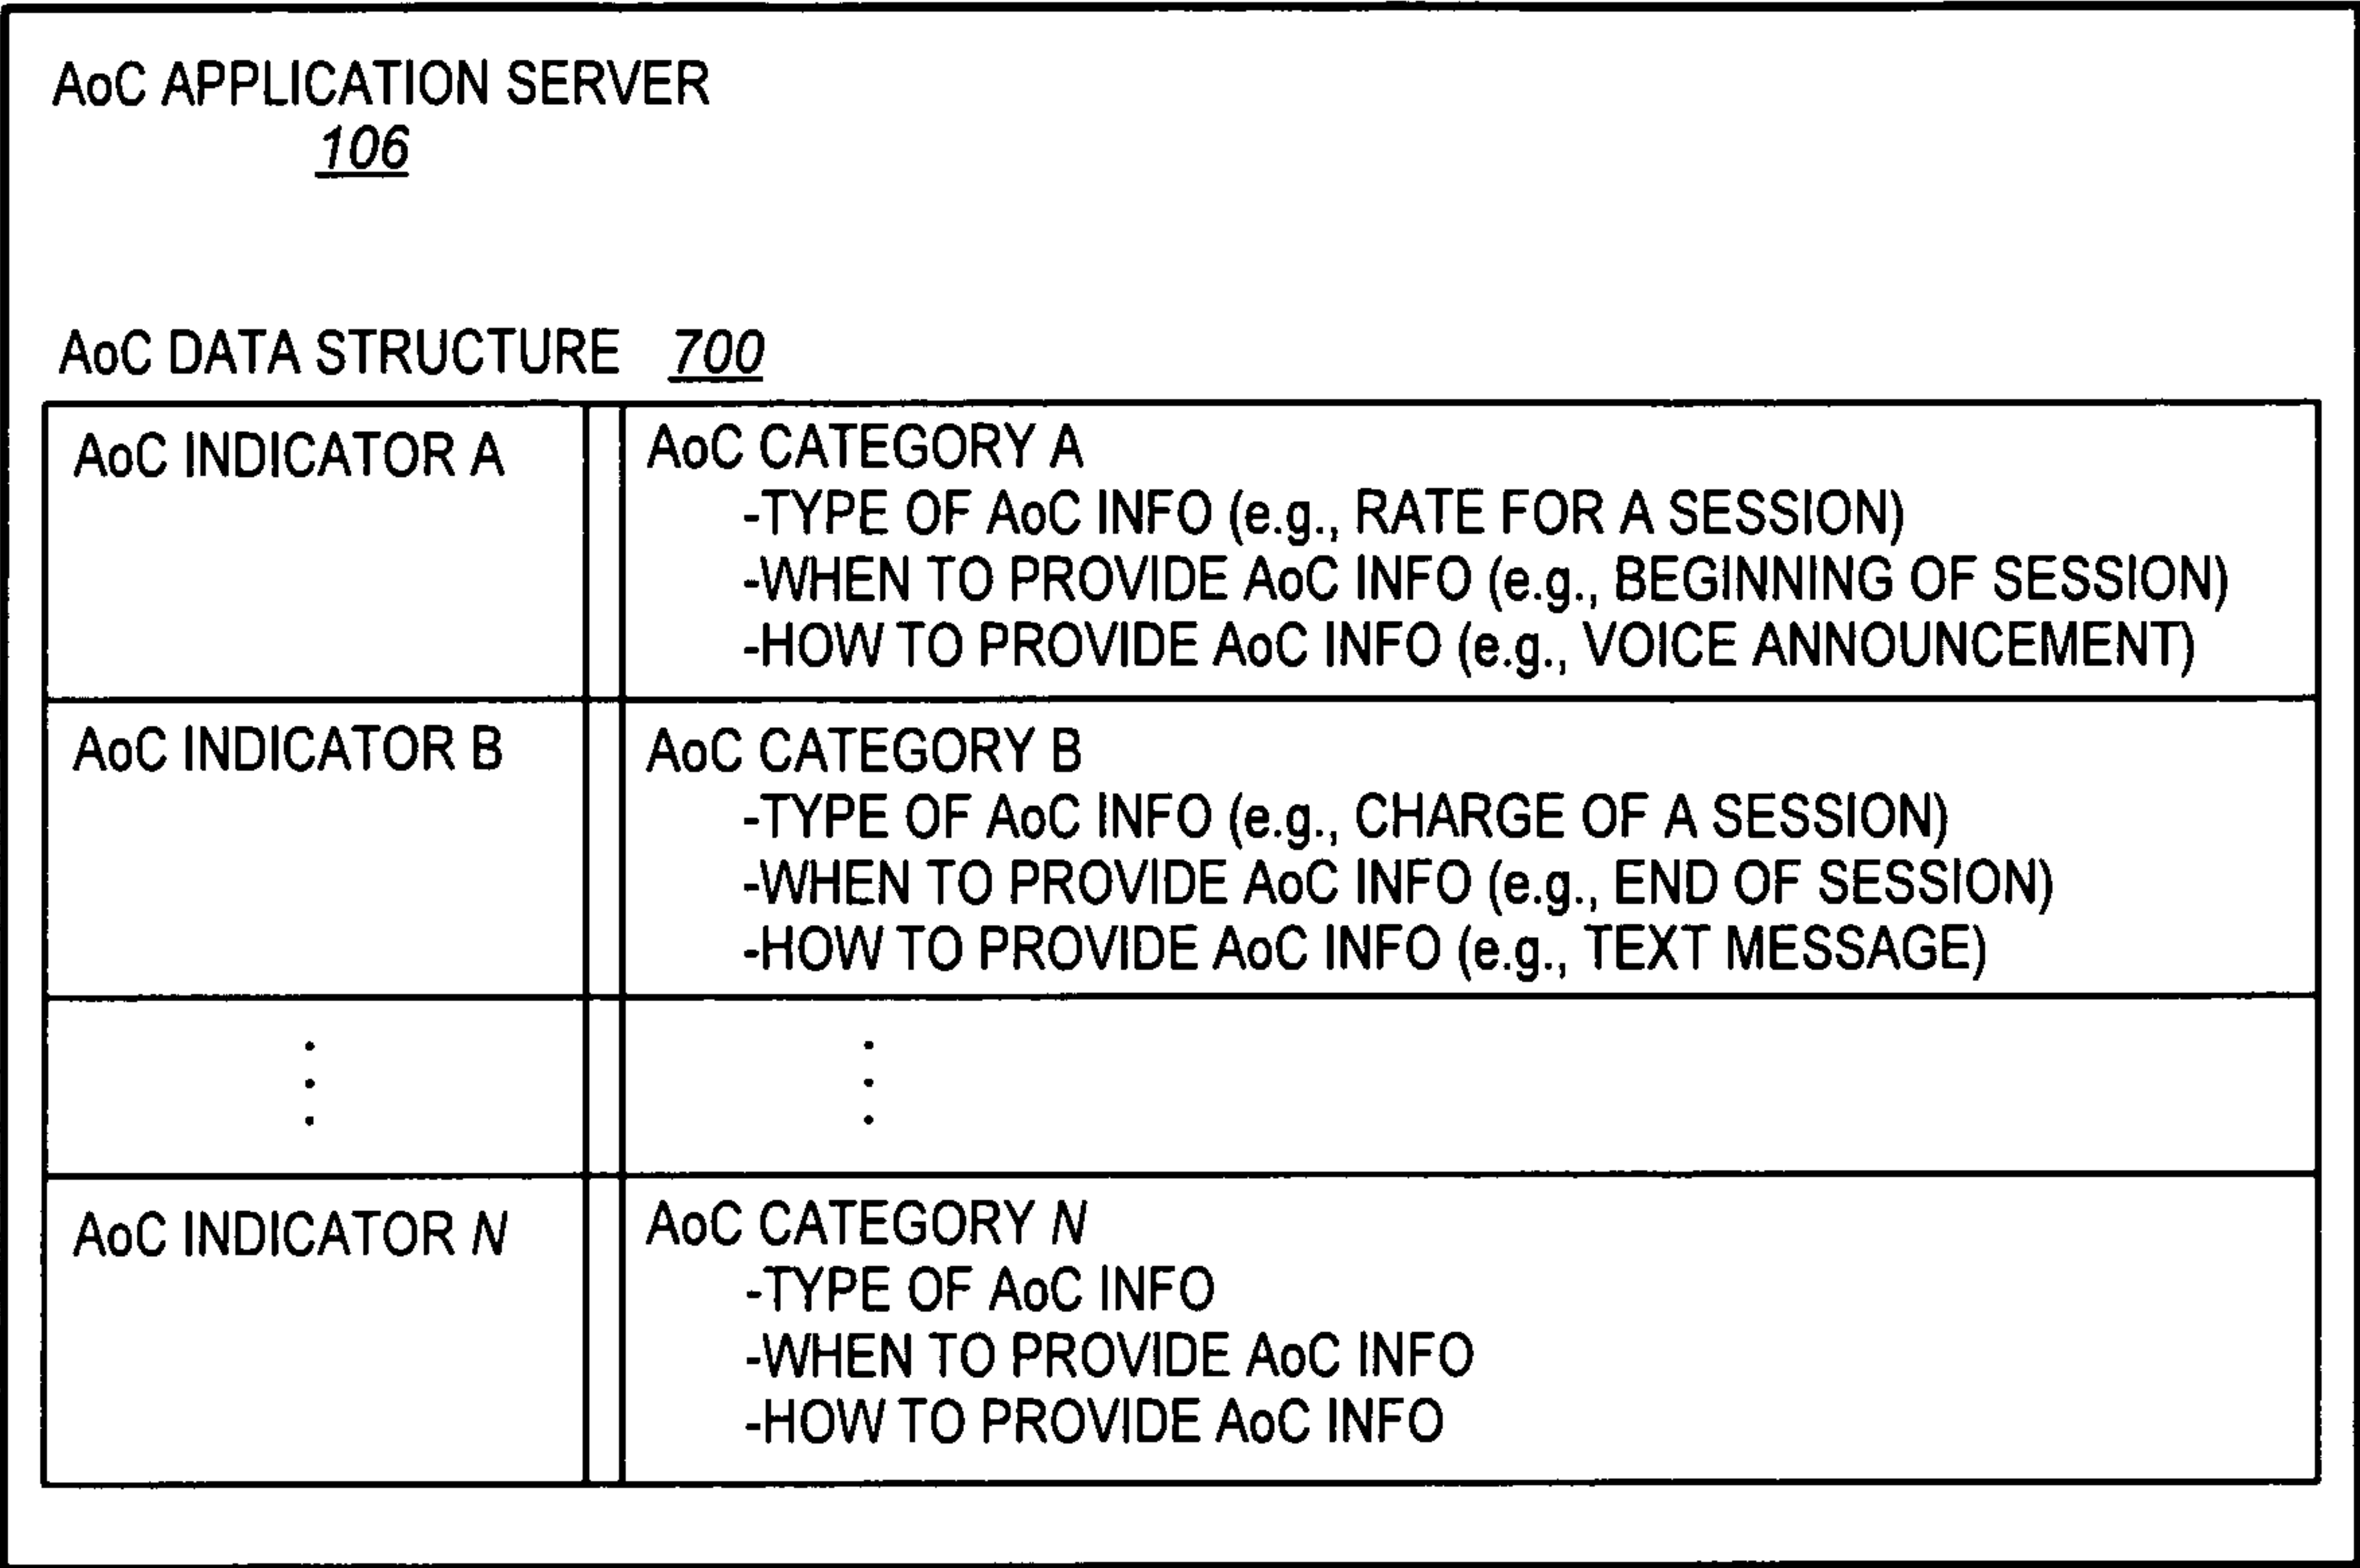 AoC APPLICATION SERVER
106
AoC DATA STRUCTURE 700
AoC INDICATOR A
AoC CATEGORY A
-TYPE OF AoC INFO (e.g., RATE FOR A SESSION)
-WHEN TO PROVIDE AoC INFO (e.g., BEGINNING OF SESSION)
-HOW TO PROVIDE AoC INFO (e.g., VOICE ANNOUNCEMENT)
AoC INDICATOR B
AoC CATEGORY B
-TYPE OF AoC INFO (e.g., CHARGE OF A SESSION)
-WHEN TO PROVIDE AoC INFO (e.g., END OF SESSION)
-HOW TO PROVIDE AoC INFO (e.g., TEXT MESSAGE)
AoC INDICATOR N
AoC CATEGORY N
-TYPE OF AoC INFO
-WHEN TO PROVIDE AoC INFO
-HOW TO PROVIDE AoC INFO